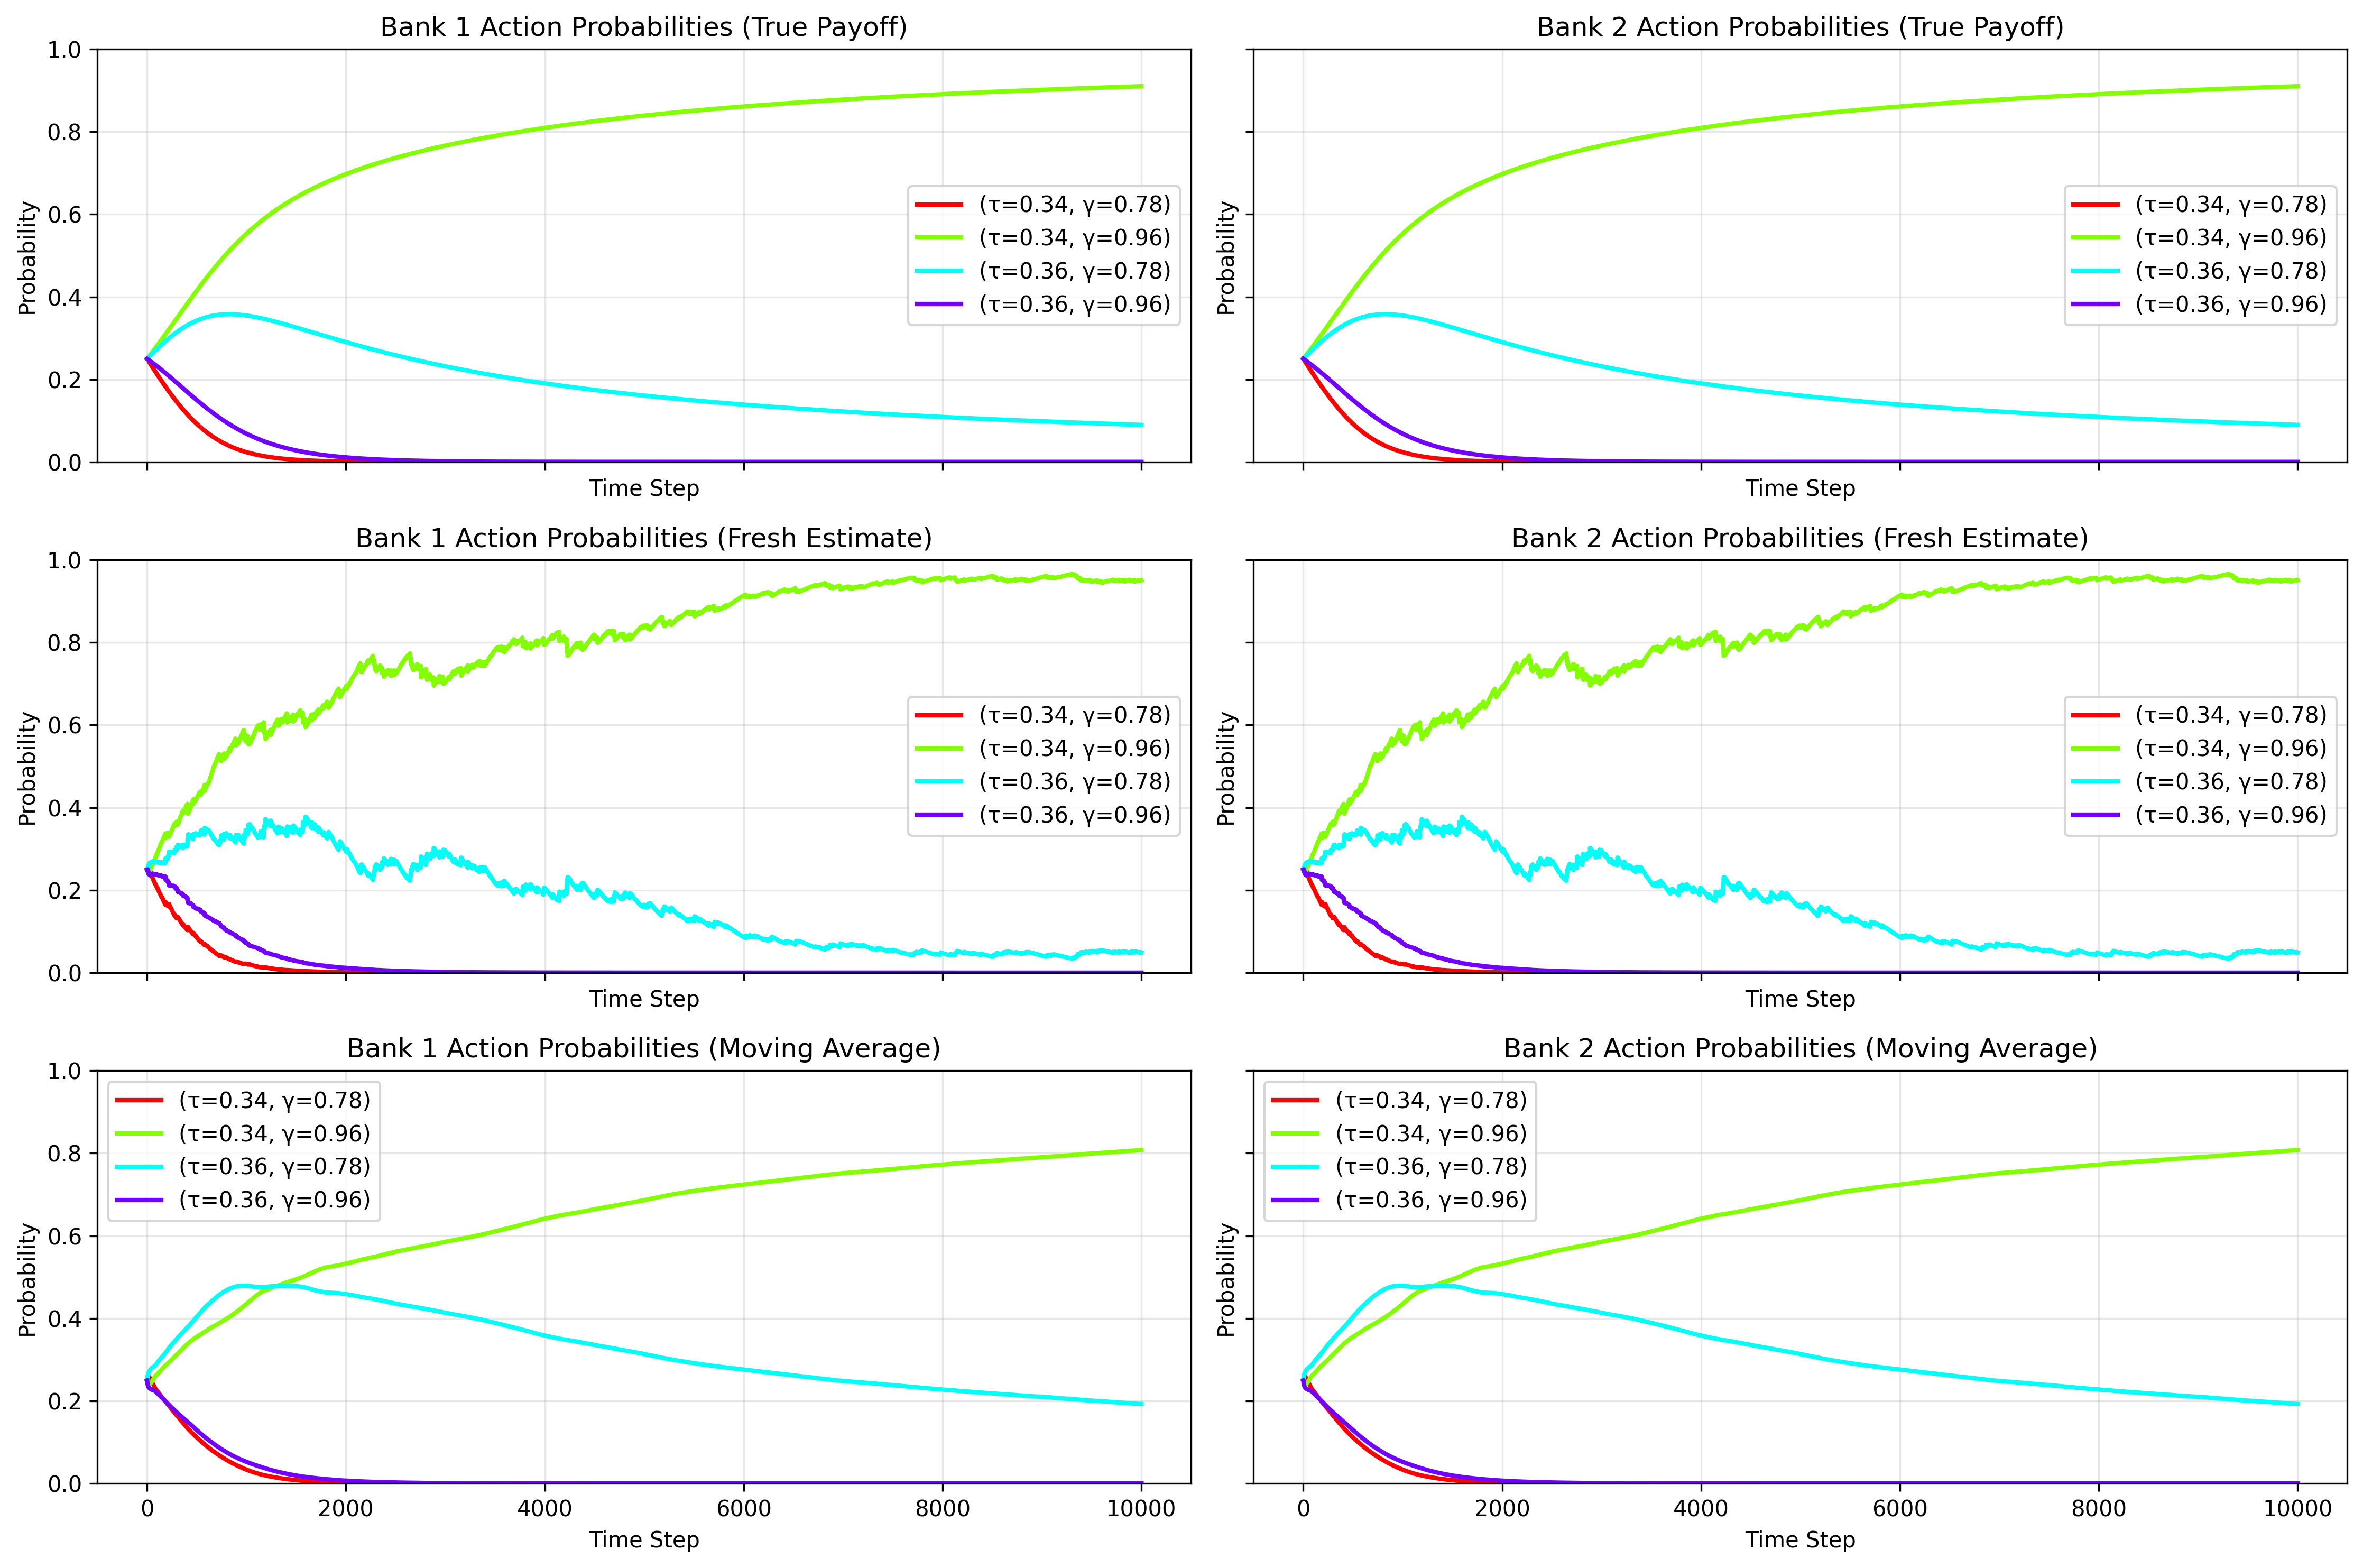 Bank 1 Action Probabilities (True Payoff)
Probability
1.0
0.8
0.6
0.4
0.2
0.0
(τ=0.34, γ=0.78)
(τ=0.34, γ=0.96)
(τ=0.36, γ=0.78)
(τ=0.36, γ=0.96)
Time Step
Bank 2 Action Probabilities (True Payoff)
Probability
(τ=0.34, γ=0.78)
(τ=0.34, γ=0.96)
(τ=0.36, γ=0.78)
(τ=0.36, γ=0.96)
Time Step
Bank 1 Action Probabilities (Fresh Estimate)
Probability
1.0
0.8
0.6
0.4
0.2
0.0
(τ=0.34, γ=0.78)
(τ=0.34, γ=0.96)
(τ=0.36, γ=0.78)
(τ=0.36, γ=0.96)
Time Step
Bank 2 Action Probabilities (Fresh Estimate)
Probability
(τ=0.34, γ=0.78)
(τ=0.34, γ=0.96)
(τ=0.36, γ=0.78)
(τ=0.36, γ=0.96)
Time Step
Bank 1 Action Probabilities (Moving Average)
Probability
1.0
0.8
0.6
0.4
0.2
0.0
(τ=0.34, γ=0.78)
(τ=0.34, γ=0.96)
(τ=0.36, γ=0.78)
(τ=0.36, γ=0.96)
0 2000 4000 6000 8000 10000
Time Step
Bank 2 Action Probabilities (Moving Average)
Probability
(τ=0.34, γ=0.78)
(τ=0.34, γ=0.96)
(τ=0.36, γ=0.78)
(τ=0.36, γ=0.96)
0 2000 4000 6000 8000 10000
Time Step